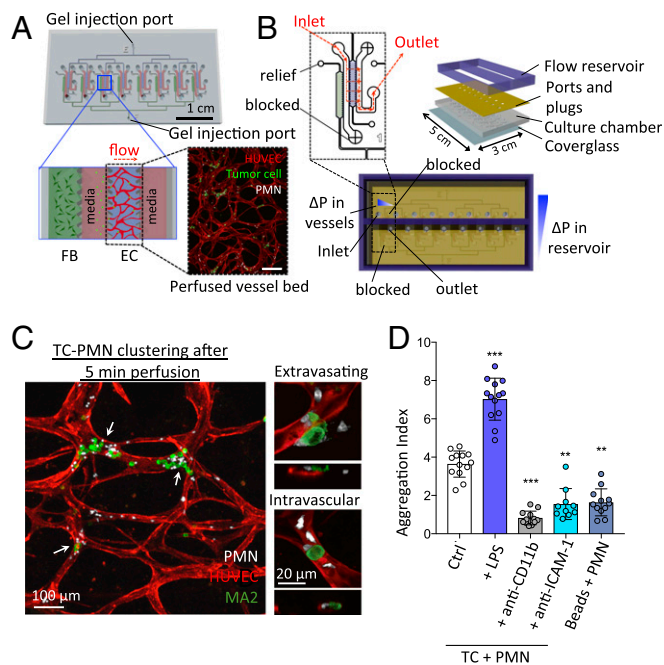 A
Gel injection port
1 cm
Gel injection port
flow
media
media
FB
EC
HUVEC
Tumor cell
PMN
Perfused vessel bed
B
Inlet
Outlet
relief
blocked
1
Flow reservoir
Ports and
plugs
Culture chamber
Coverglass
5 cm
3 cm
blocked
ΔP in
vessels
Inlet
blocked
outlet
ΔP in
reservoir
C
TC-PMN clustering after
5 min perfusion
PMN
HUVEC
MA2
100 µm
Extravasating
Intravascular
20 µm
D
Aggregation Index
10
8
6
4
2
0
***
***
**
**
Ctrl
+ LPS
+ anti-CD11b
+ anti-ICAM-1
Beads + PMN
TC + PMN